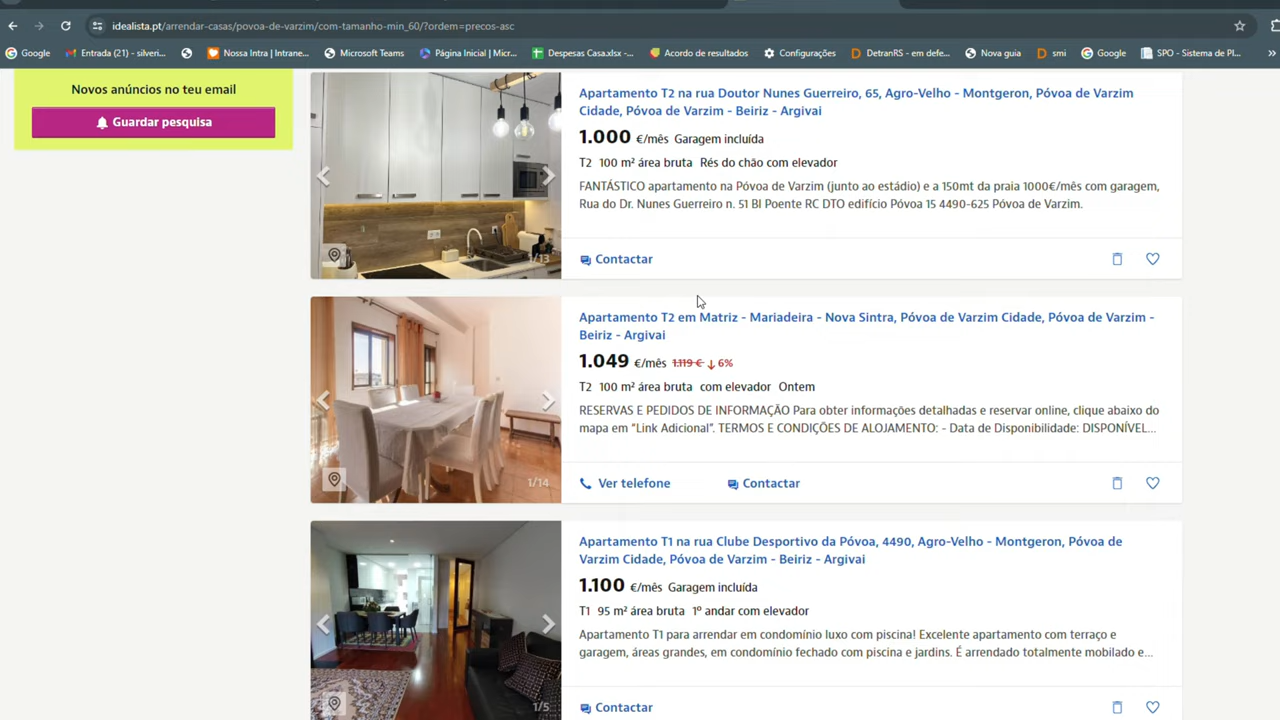 idealista.pt/arrendar-casas/povoa-de-varzim/com-tamanho-min_60/?ordem=precos-asc
Google
Entrada (21) - silveri...
Nossa Intra | Intrane...
Microsoft Teams
Página Inicial | Micr...
Despesas Casa.xlsx -...
Acordo de resultados
Configurações
DetranRS - em defe...
Nova guia
smi
Google
SPO - Sistema de Pl...
Novos anúncios no teu email
Guardar pesquisa
Apartamento T2 na rua Doutor Nunes Guerreiro, 65, Agro-Velho - Montgeron, Póvoa de Varzim
Cidade, Póvoa de Varzim - Beiriz - Argivai
1.000 €/mês Garagem incluída
T2 100 m² área bruta Rés do chão com elevador
FANTÁSTICO apartamento na Póvoa de Varzim (junto ao estádio) e a 150mt da praia 1000€/mês com garagem,
Rua do Dr. Nunes Guerreiro n. 51 Bl Poente RC DTO edifício Póvoa 15 4490-625 Póvoa de Varzim.
1/13
Contactar
Apartamento T2 em Matriz - Mariadeira - Nova Sintra, Póvoa de Varzim Cidade, Póvoa de Varzim -
Beiriz - Argivai
1.049 €/mês 1.119 € ↓ 6%
T2 100 m² área bruta com elevador Ontem
RESERVAS E PEDIDOS DE INFORMAÇÃO Para obter informações detalhadas e reservar online, clique abaixo do
mapa em “Link Adicional”. TERMOS E CONDIÇÕES DE ALOJAMENTO: - Data de Disponibilidade: DISPONÍVEL...
1/14
Ver telefone
Contactar
Apartamento T1 na rua Clube Desportivo da Póvoa, 4490, Agro-Velho - Montgeron, Póvoa de
Varzim Cidade, Póvoa de Varzim - Beiriz - Argivai
1.100 €/mês Garagem incluída
T1 95 m² área bruta 1º andar com elevador
Apartamento T1 para arrendar em condomínio luxo com piscina! Excelente apartamento com terraço e
garagem, áreas grandes, em condomínio fechado com piscina e jardins. É arrendado totalmente mobilado e...
1/5
Contactar